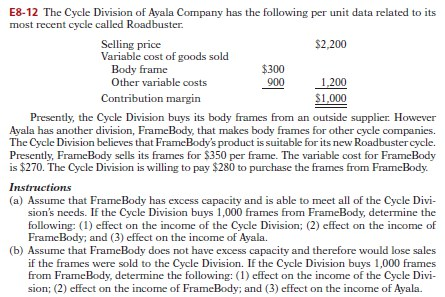 E8-12 The Cycle Division of Ayala Company has the following per unit data related to its
most recent cycle called Roadbuster.
Selling price $2,200
Variable cost of goods sold
Body frame $300
Other variable costs 900 1,200
Contribution margin $1,000
Presently, the Cycle Division buys its body frames from an outside supplier. However
Ayala has another division, FrameBody, that makes body frames for other cycle companies.
The Cycle Division believes that FrameBody's product is suitable for its new Roadbuster cycle.
Presently, FrameBody sells its frames for $350 per frame. The variable cost for FrameBody
is $270. The Cycle Division is willing to pay $280 to purchase the frames from FrameBody.
Instructions
(a) Assume that FrameBody has excess capacity and is able to meet all of the Cycle Divi-
sion's needs. If the Cycle Division buys 1,000 frames from FrameBody, determine the
following: (1) effect on the income of the Cycle Division; (2) effect on the income of
FrameBody; and (3) effect on the income of Ayala.
(b) Assume that FrameBody does not have excess capacity and therefore would lose sales
if the frames were sold to the Cycle Division. If the Cycle Division buys 1,000 frames
from FrameBody, determine the following: (1) effect on the income of the Cycle Divi-
sion; (2) effect on the income of FrameBody; and (3) effect on the income of Ayala.